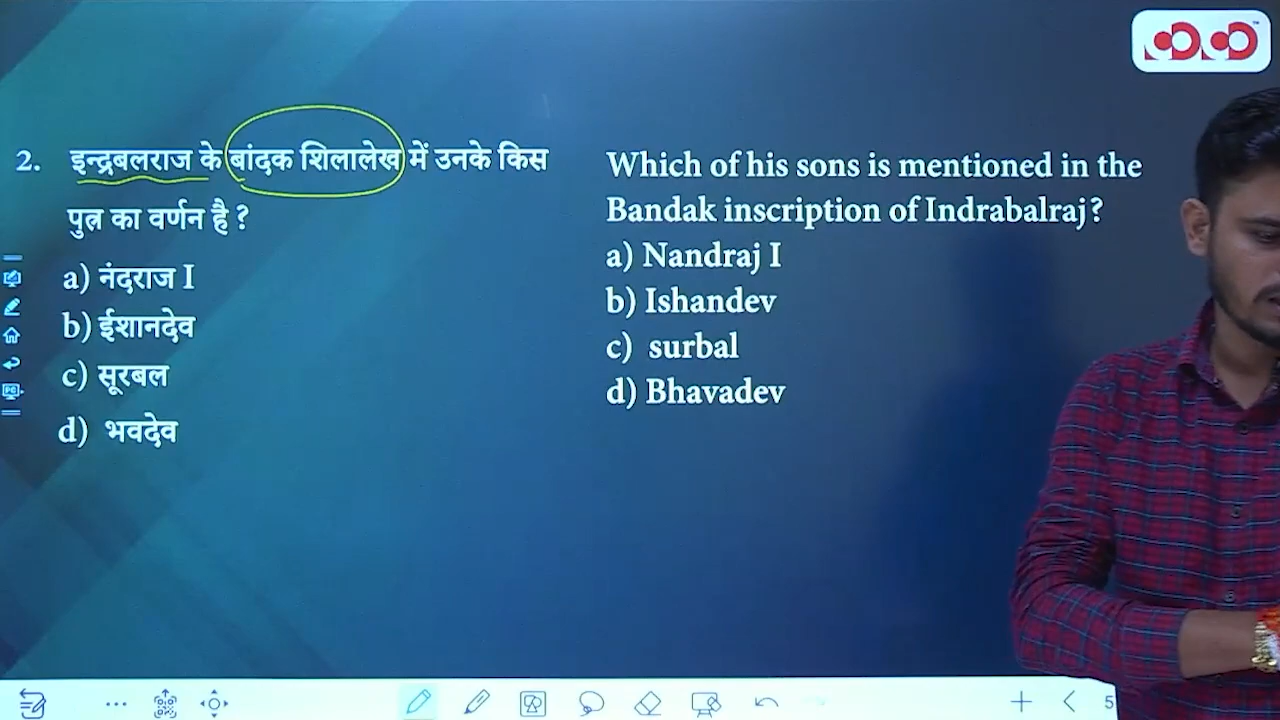 2. इन्द्रबलराज के बांदक शिलालेख में उनके किस
पुत्न का वर्णन है ?
a) नंदराज I
b) ईशानदेव
c) सूरबल
d) भवदेव
Which of his sons is mentioned in the
Bandak inscription of Indrabalraj?
a) Nandraj I
b) Ishandev
c) surbal
d) Bhavadev
5